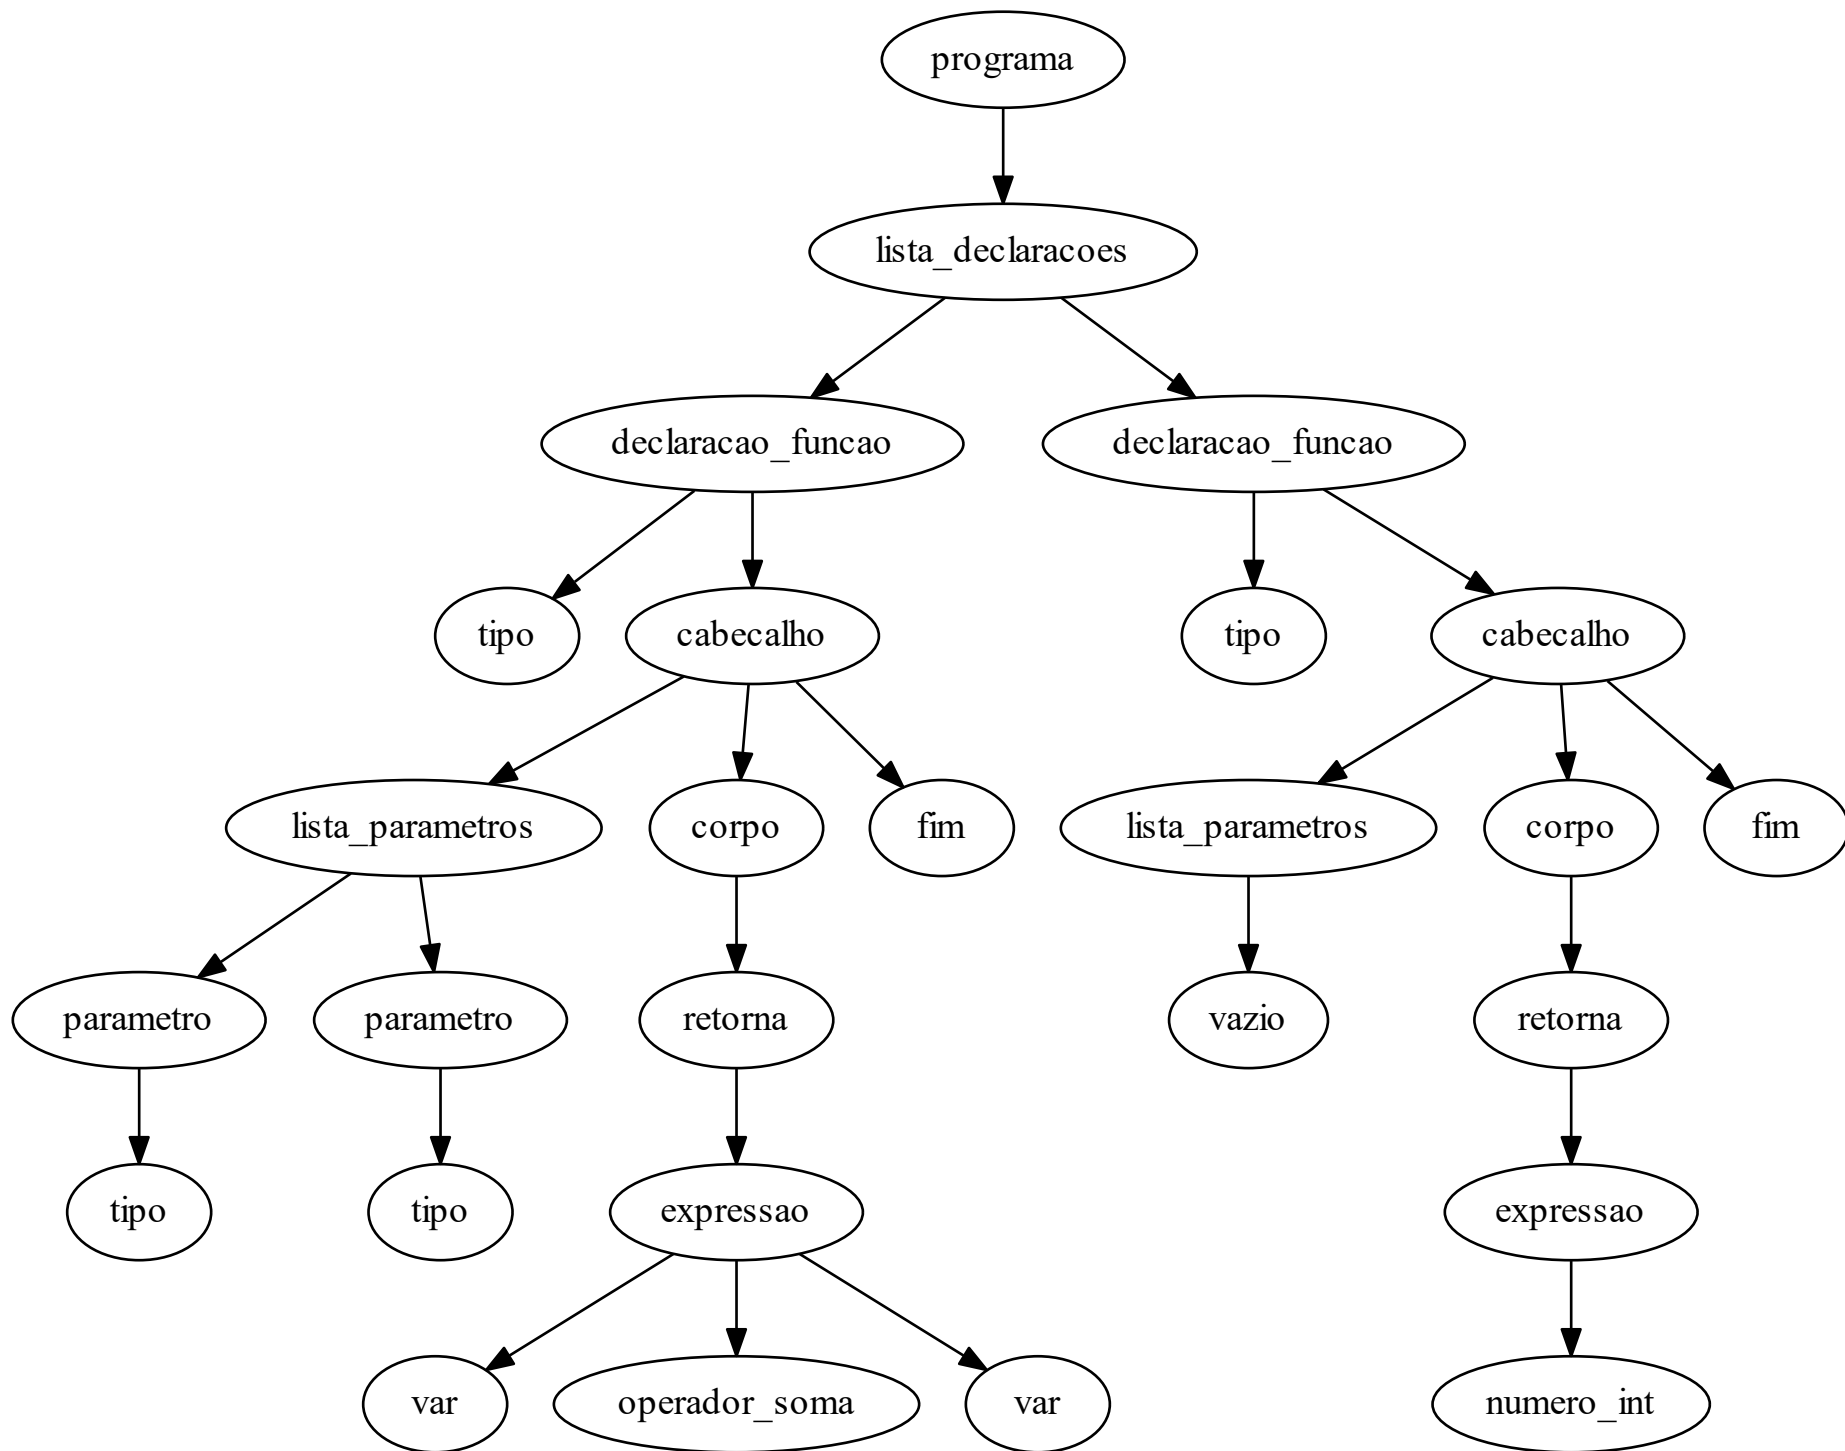 programa
lista_declaracoes
declaracao_funcao
declaracao_funcao
tipo
cabecalho
tipo
cabecalho
lista_parametros
corpo
fim
lista_parametros
corpo
fim
parametro
parametro
retorna
vazio
retorna
tipo
tipo
expressao
expressao
var
operador_soma
var
numero_int